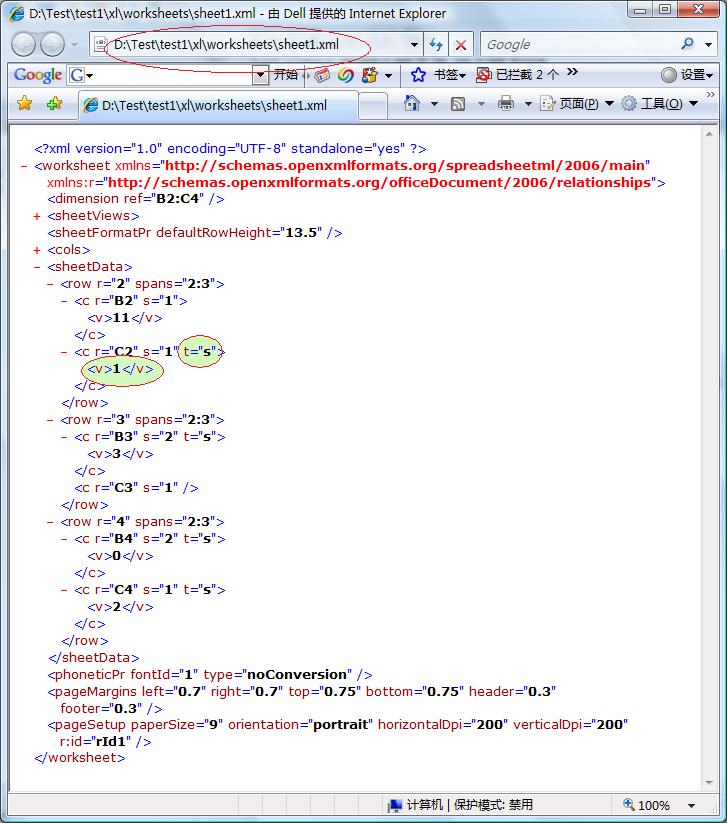 D:\Test\test1\xl\worksheets\sheet1.xml - 由 Dell 提供的 Internet Explorer
D:\Test\test1\xl\worksheets\sheet1.xml
Google
Google G 开始 书签 已拦截 2 个 » 设置
D:\Test\test1\xl\worksheets\sheet1.xml 页面(P) 工具(O) »
<?xml version="1.0" encoding="UTF-8" standalone="yes" ?>
- <worksheet xmlns="http://schemas.openxmlformats.org/spreadsheetml/2006/main"
xmlns:r="http://schemas.openxmlformats.org/officeDocument/2006/relationships">
<dimension ref="B2:C4" />
+ <sheetViews>
<sheetFormatPr defaultRowHeight="13.5" />
+ <cols>
- <sheetData>
- <row r="2" spans="2:3">
- <c r="B2" s="1">
<v>11</v>
</c>
- <c r="C2" s="1" t="s">
<v>1</v>
</c>
</row>
- <row r="3" spans="2:3">
- <c r="B3" s="2" t="s">
<v>3</v>
</c>
<c r="C3" s="1" />
</row>
- <row r="4" spans="2:3">
- <c r="B4" s="2" t="s">
<v>0</v>
</c>
- <c r="C4" s="1" t="s">
<v>2</v>
</c>
</row>
</sheetData>
<phoneticPr fontId="1" type="noConversion" />
<pageMargins left="0.7" right="0.7" top="0.75" bottom="0.75" header="0.3"
footer="0.3" />
<pageSetup paperSize="9" orientation="portrait" horizontalDpi="200" verticalDpi="200"
r:id="rId1" />
</worksheet>
计算机 | 保护模式: 禁用 100%